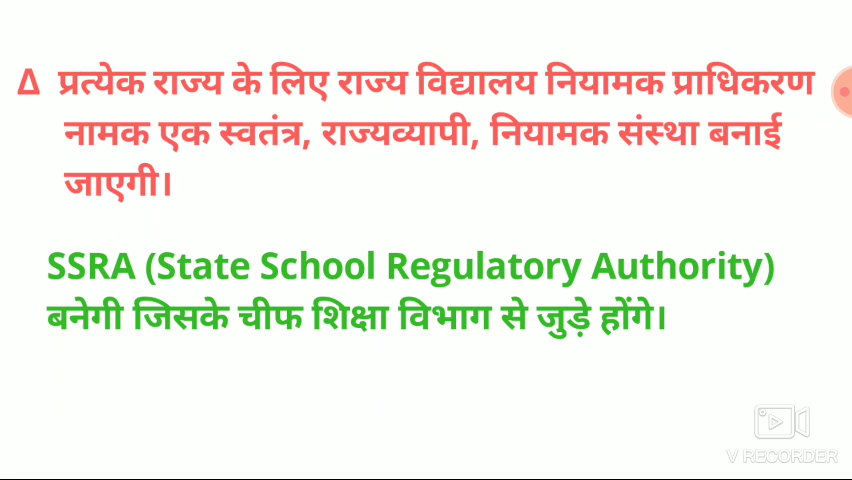 Δ प्रत्येक राज्य के लिए राज्य विद्यालय नियामक प्राधिकरण
नामक एक स्वतंत्र, राज्यव्यापी, नियामक संस्था बनाई
जाएगी।
SSRA (State School Regulatory Authority)
बनेगी जिसके चीफ शिक्षा विभाग से जुड़े होंगे।
V RECORDER